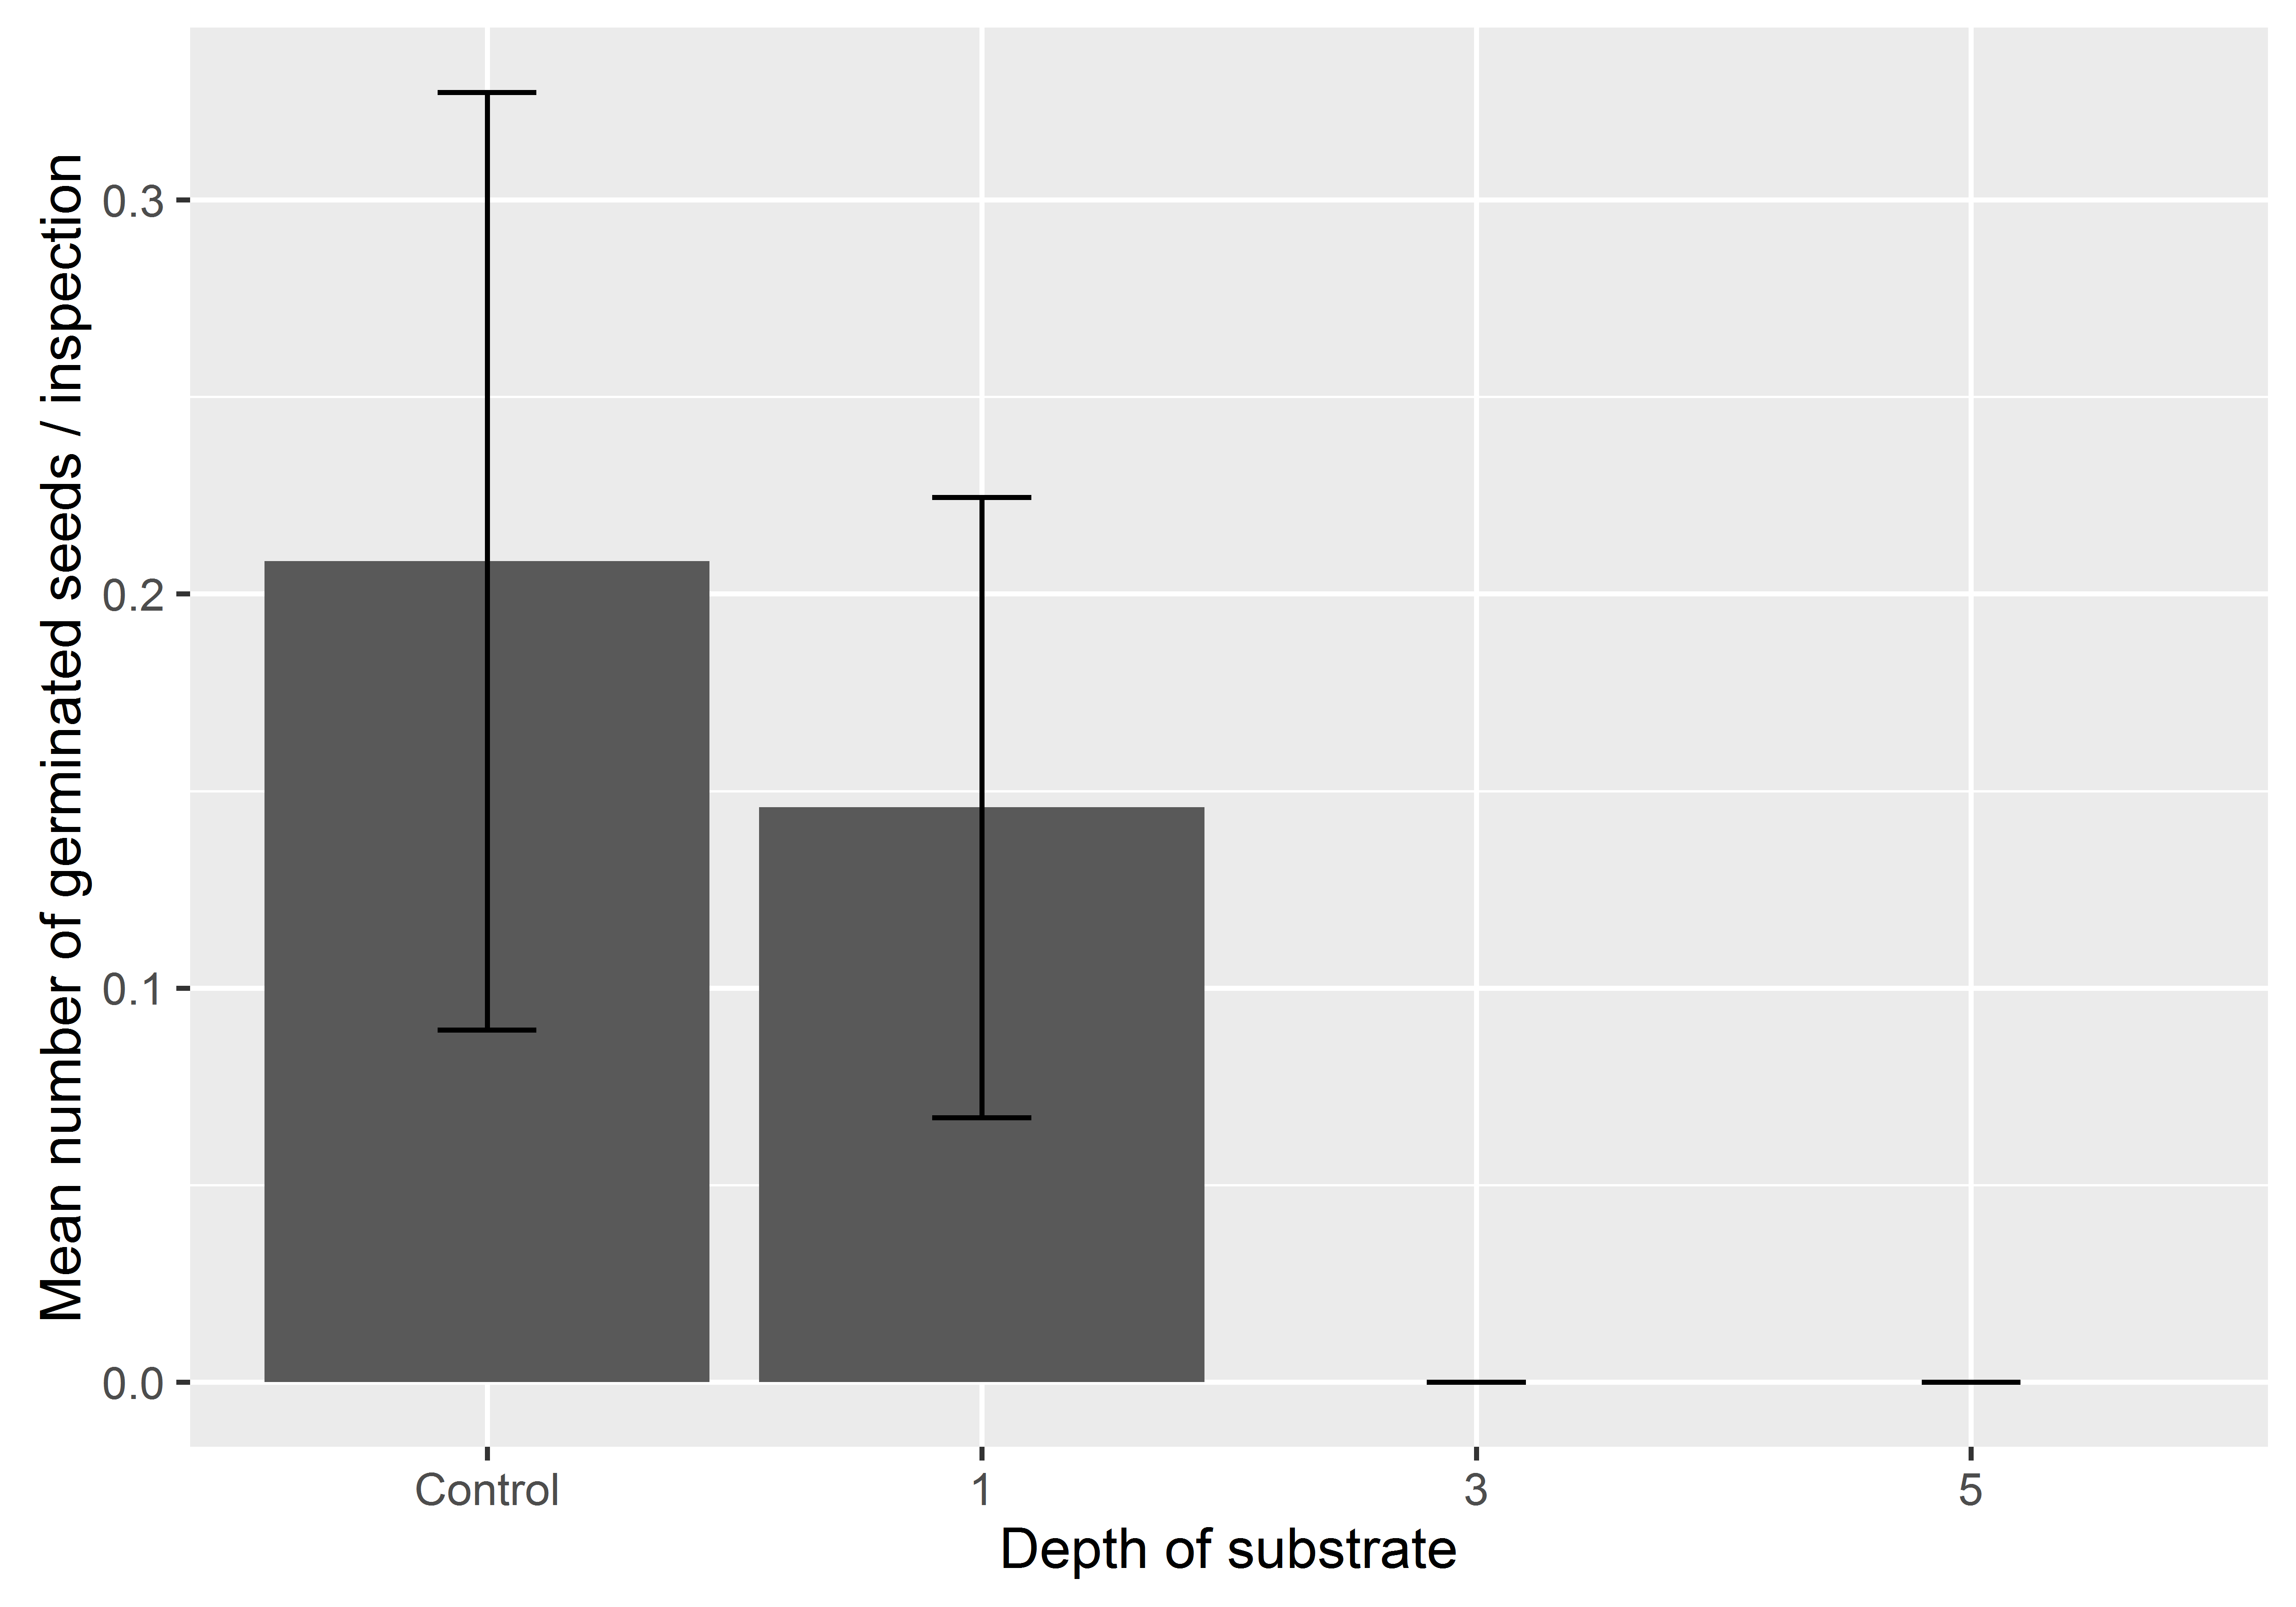 Mean number of germinated seeds / inspection
0.3
0.2
0.1
0.0
Control
1
3
5
Depth of substrate